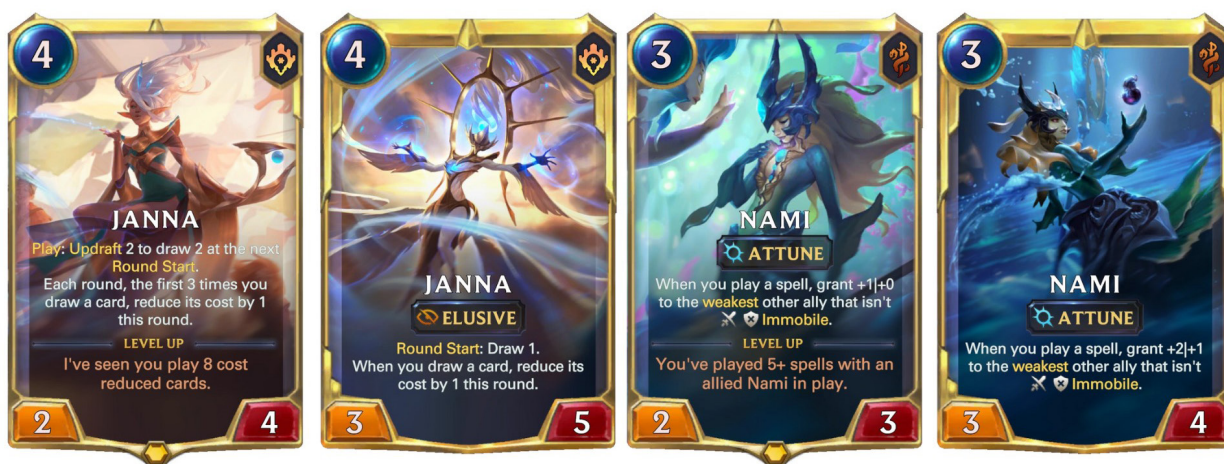 4
JANNA
Play: Updraft 2 to draw 2 at the next
Round Start.
Each round, the first 3 times you
draw a card, reduce its cost by 1
this round.
LEVEL UP
I've seen you play 8 cost
reduced cards.
2
4
4
JANNA
ELUSIVE
Round Start: Draw 1.
When you draw a card, reduce its
cost by 1 this round.
3
5
3
NAMI
ATTUNE
When you play a spell, grant +1|+0
to the weakest other ally that isn't
Immobile.
LEVEL UP
You've played 5+ spells with an
allied Nami in play.
2
3
3
NAMI
ATTUNE
When you play a spell, grant +2|+1
to the weakest other ally that isn't
Immobile.
3
4